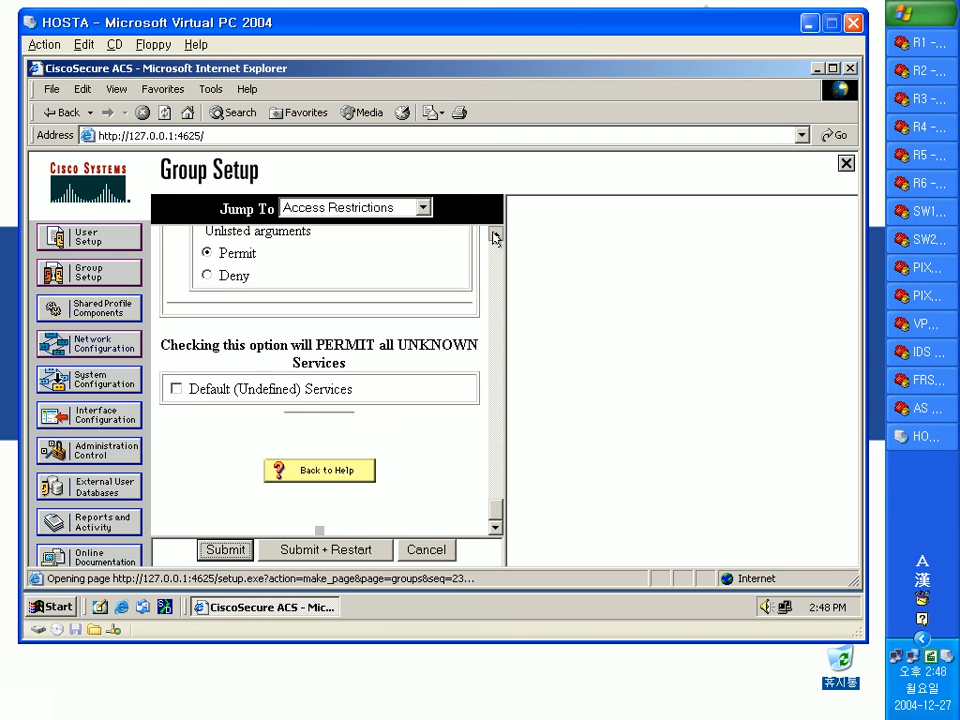 HOSTA - Microsoft Virtual PC 2004
Action Edit CD Floppy Help
CiscoSecure ACS - Microsoft Internet Explorer
File Edit View Favorites Tools Help
Back Search Favorites Media
Address http://127.0.0.1:4625/ Go
CISCO SYSTEMS
Group Setup
Jump To Access Restrictions
User
Setup
Group
Setup
Shared Profile
Components
Network
Configuration
System
Configuration
Interface
Configuration
Administration
Control
External User
Databases
Reports and
Activity
Online
Documentation
Unlisted arguments
Permit
Deny
Checking this option will PERMIT all UNKNOWN
Services
Default (Undefined) Services
? Back to Help
Submit Submit + Restart Cancel
Opening page http://127.0.0.1:4625/setup.exe?action=make_page&page=groups&seq=23... Internet
Start CiscoSecure ACS - Mic... 2:48 PM
휴지통
R1 -...
R2 -...
R3 -...
R4 -...
R5 -...
R6 -...
SW1...
SW2...
PIX...
PIX...
VP...
IDS ...
FRS...
AS ...
HO...
A
漢
?
오후 2:48
월요일
2004-12-27